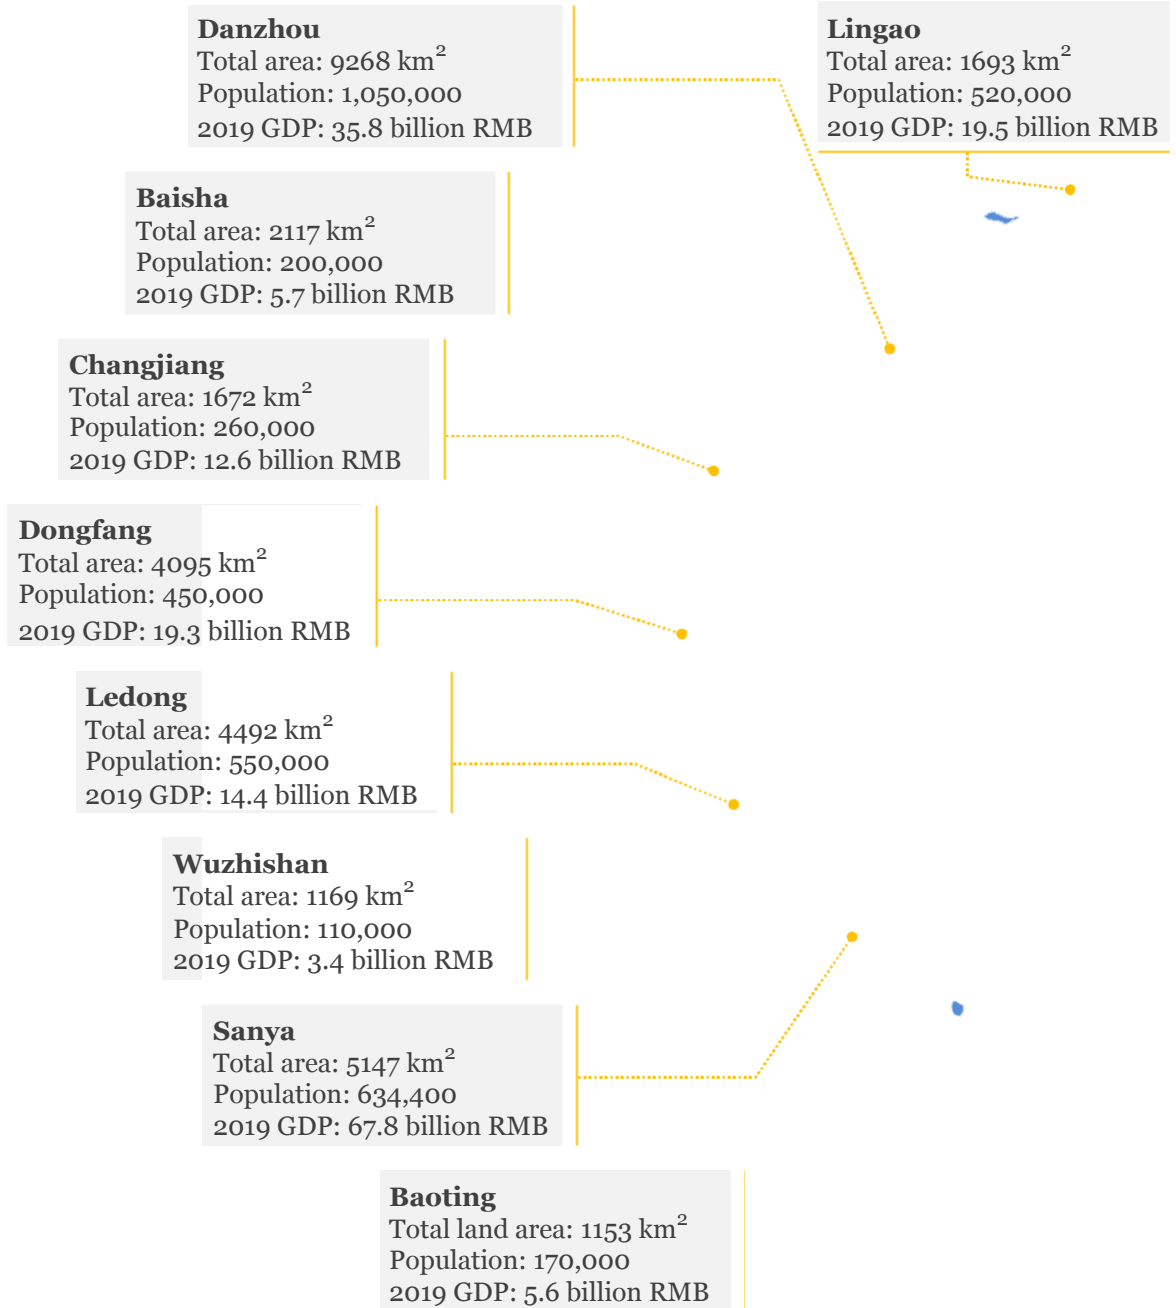 Danzhou
Total area: 9268 km²
Population: 1,050,000
2019 GDP: 35.8 billion RMB
Lingao
Total area: 1693 km²
Population: 520,000
2019 GDP: 19.5 billion RMB
Baisha
Total area: 2117 km²
Population: 200,000
2019 GDP: 5.7 billion RMB
Changjiang
Total area: 1672 km²
Population: 260,000
2019 GDP: 12.6 billion RMB
Dongfang
Total area: 4095 km²
Population: 450,000
2019 GDP: 19.3 billion RMB
Ledong
Total area: 4492 km²
Population: 550,000
2019 GDP: 14.4 billion RMB
Wuzhishan
Total area: 1169 km²
Population: 110,000
2019 GDP: 3.4 billion RMB
Sanya
Total area: 5147 km²
Population: 634,400
2019 GDP: 67.8 billion RMB
Baoting
Total land area: 1153 km²
Population: 170,000
2019 GDP: 5.6 billion RMB